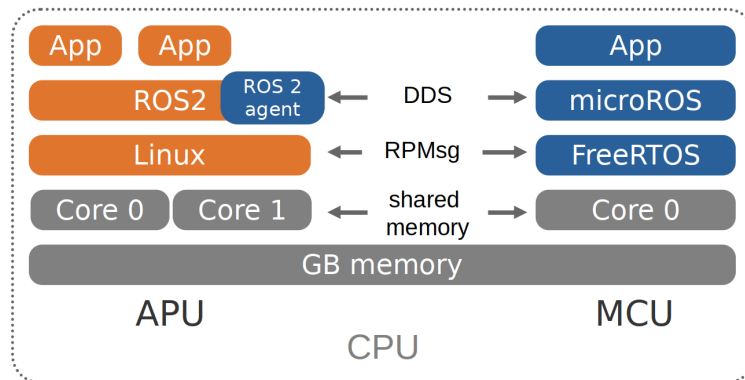 App App App
ROS2 ROS 2 agent DDS microROS
Linux RPMsg FreeRTOS
Core 0 Core 1 shared memory Core 0
GB memory
APU MCU
CPU